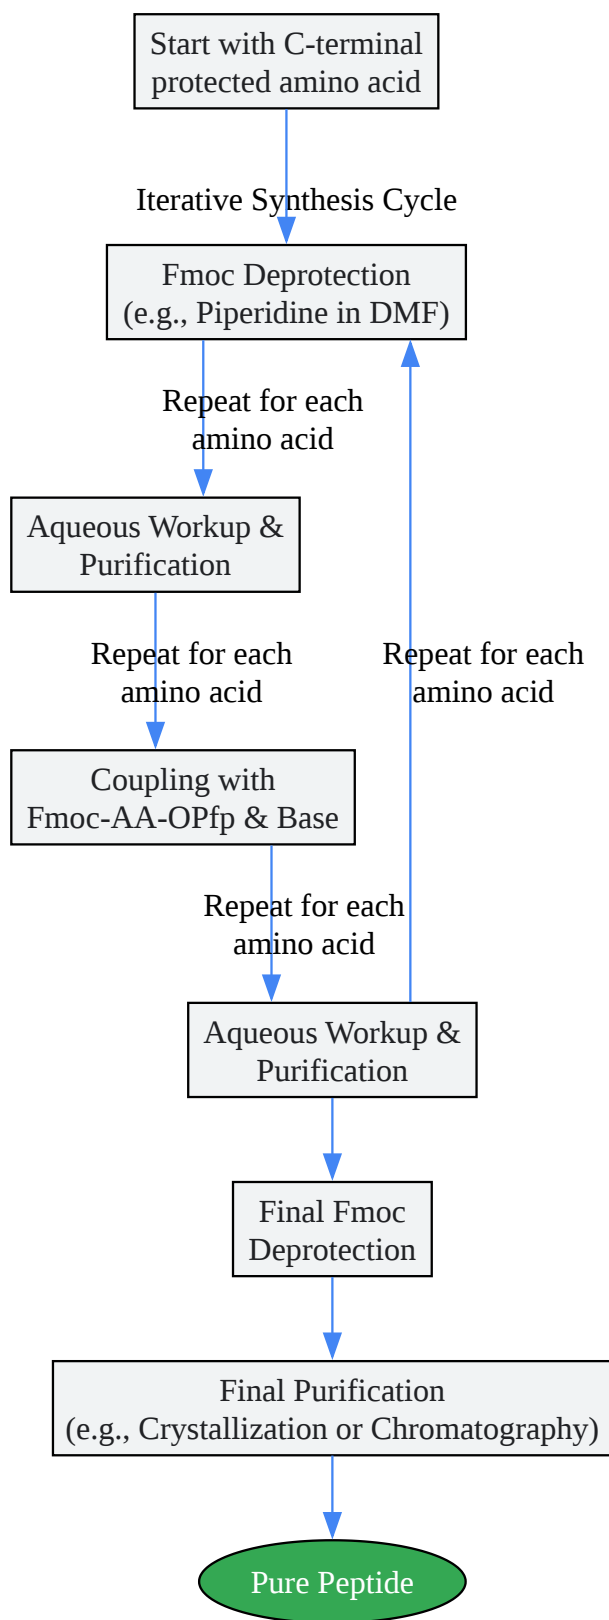 Start with C-terminal
protected amino acid
Iterative Synthesis Cycle
Fmoc Deprotection
(e.g., Piperidine in DMF)
Repeat for each
amino acid
Aqueous Workup &
Purification
Repeat for each
amino acid
Repeat for each
amino acid
Coupling with
Fmoc-AA-OPfp & Base
Repeat for each
amino acid
Aqueous Workup &
Purification
Final Fmoc
Deprotection
Final Purification
(e.g., Crystallization or Chromatography)
Pure Peptide